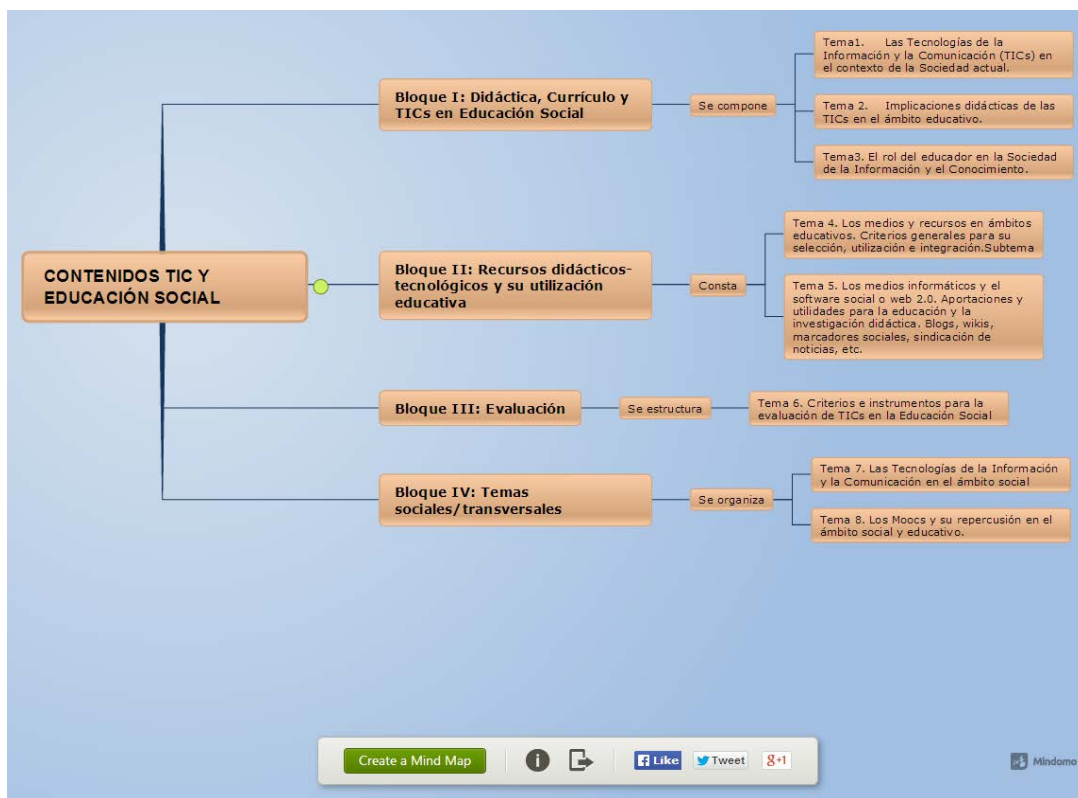 CONTENIDOS TIC Y
EDUCACIÓN SOCIAL
Bloque I: Didáctica, Currículo y
TICs en Educación Social
Se compone
Tema1. Las Tecnologías de la
Información y la Comunicación (TICs) en
el contexto de la Sociedad actual.
Tema 2. Implicaciones didácticas de las
TICs en el ámbito educativo.
Tema3. El rol del educador en la Sociedad
de la Información y el Conocimiento.
Bloque II: Recursos didácticos-
tecnológicos y su utilización
educativa
Consta
Tema 4. Los medios y recursos en ámbitos
educativos. Criterios generales para su
selección, utilización e integración.Subtema
Tema 5. Los medios informáticos y el
software social o web 2.0. Aportaciones y
utilidades para la educación y la
investigación didáctica. Blogs, wikis,
marcadores sociales, sindicación de
noticias, etc.
Bloque III: Evaluación
Se estructura
Tema 6. Criterios e instrumentos para la
evaluación de TICs en la Educación Social
Bloque IV: Temas
sociales/transversales
Se organiza
Tema 7. Las Tecnologías de la Información
y la Comunicación en el ámbito social
Tema 8. Los Moocs y su repercusión en el
ámbito social y educativo.
Create a Mind Map
Like
Tweet
g+1
Mindomo